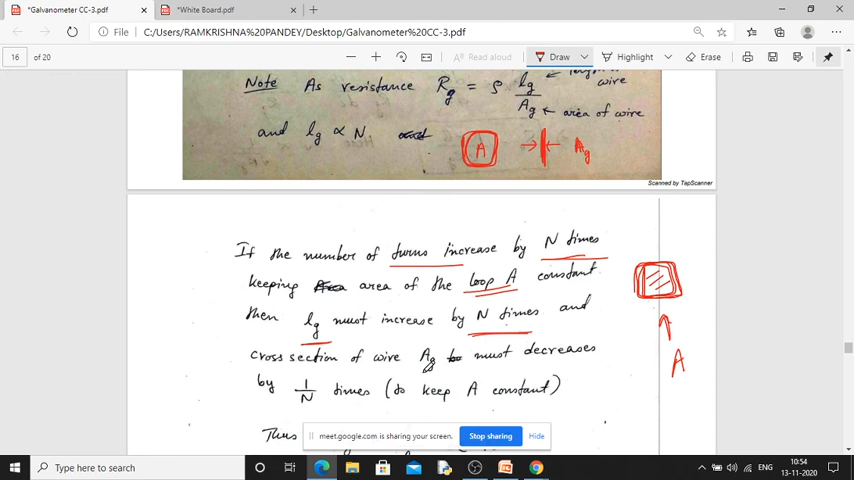 *Galvanometer CC-3.pdf
*White Board.pdf
C:/Users/RAMKRISHNA PANDEY/Desktop/Galvanometer%20CC-3.pdf
16 of 20
Read aloud
Draw
Highlight
Erase
Note As resistance Rg = ρ lg/Ag ← length of wire
← area of wire
and lg ∝ N
A
Ag
Scanned by TapScanner
If the number of turns increase by N times
keeping area of the loop A constant
then lg must increase by N times and
cross section of wire Ag must decreases
by 1/N times (to keep A constant)
A
Thus
meet.google.com is sharing your screen.
Stop sharing
Hide
Type here to search
ENG
10:54
13-11-2020